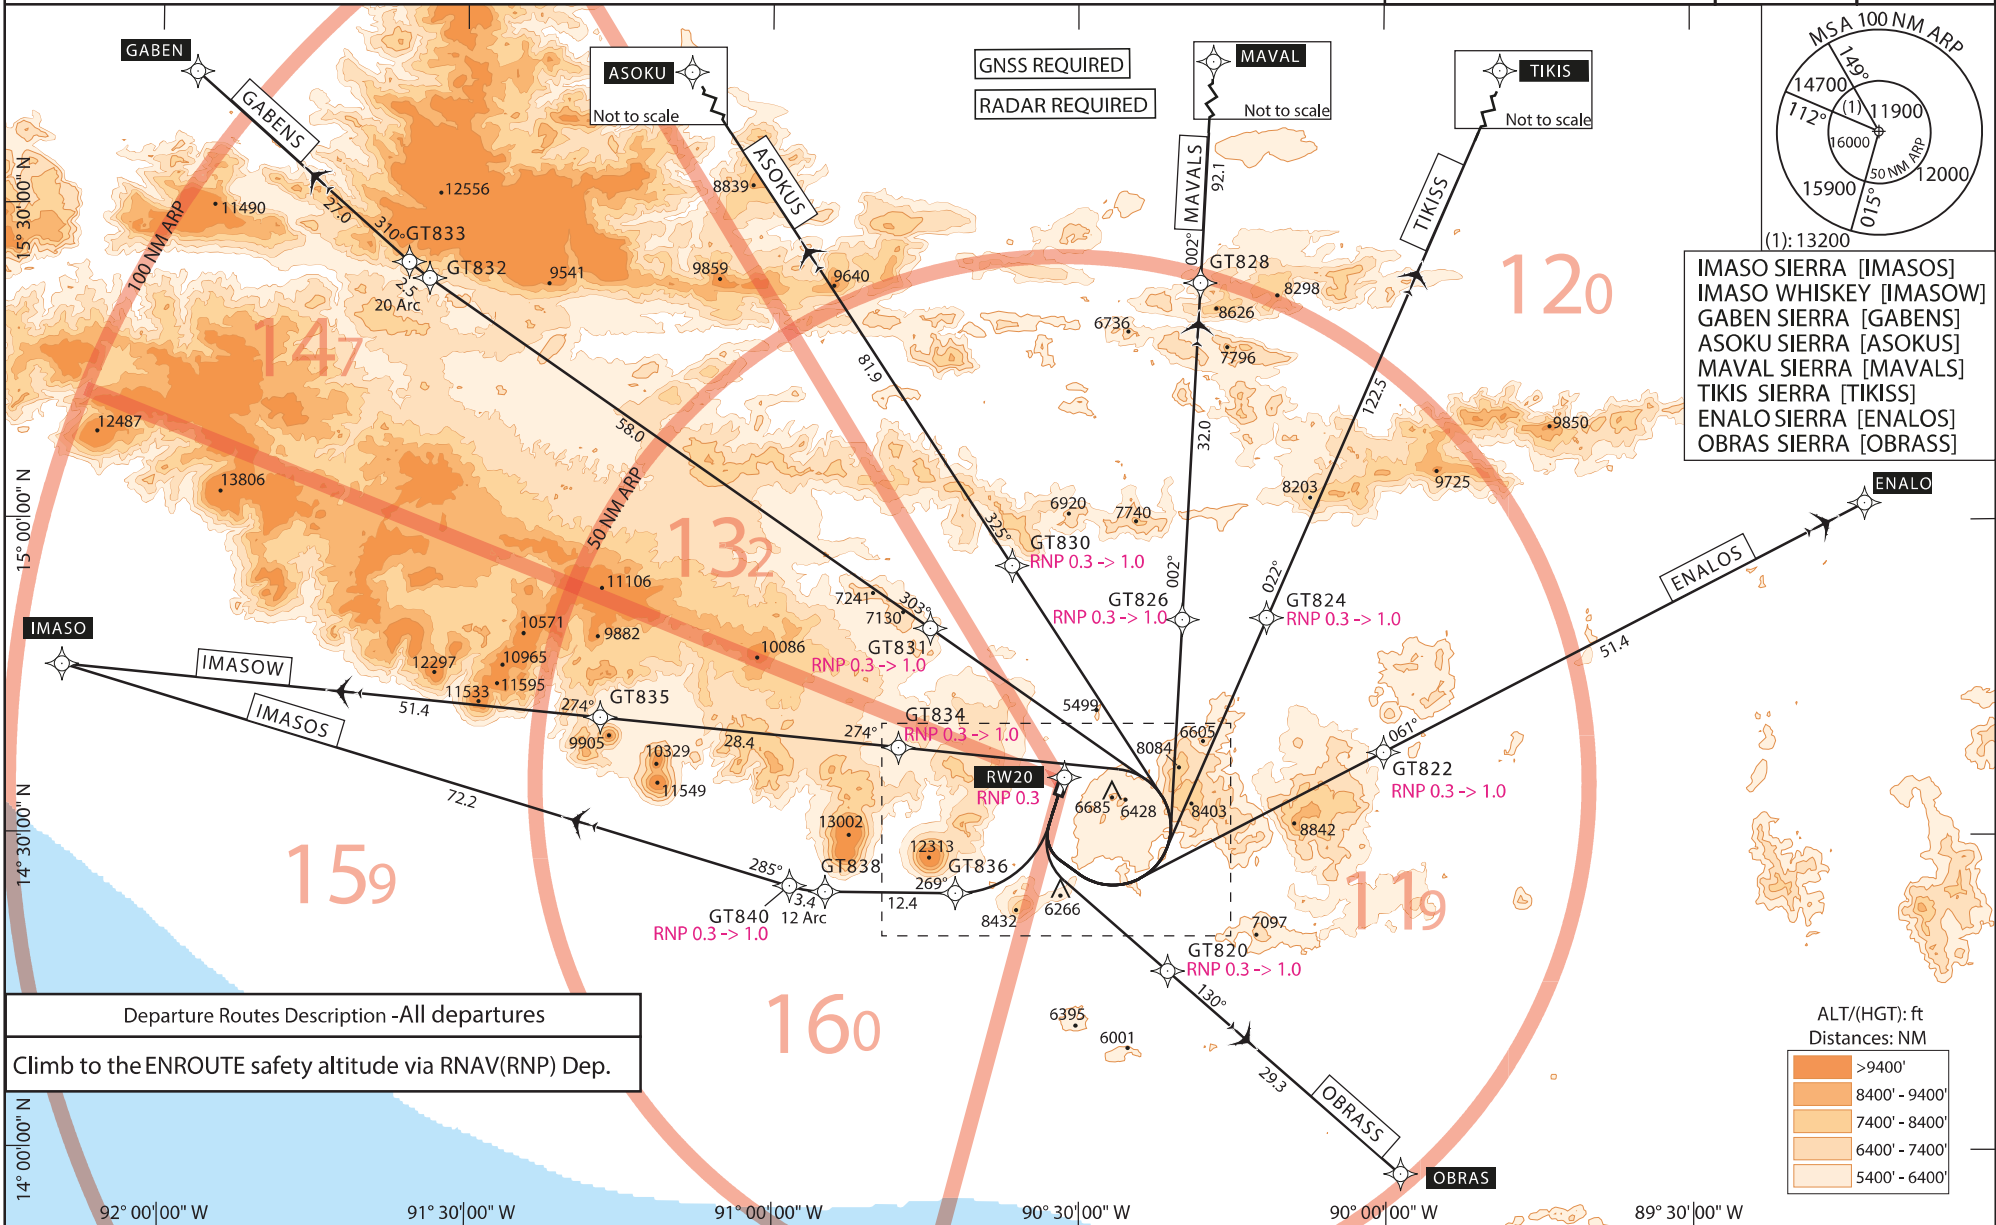 GABEN
ASOKU
Not to scale
GNSS REQUIRED
RADAR REQUIRED
MAVAL
Not to scale
TIKIS
Not to scale
MSA 100 NM ARP
149°
14700
(1)
11900
112°
16000
50 NM ARP
12000
15900
015°
(1): 13200
IMASO SIERRA [IMASOS]
IMASO WHISKEY [IMASOW]
GABEN SIERRA [GABENS]
ASOKU SIERRA [ASOKUS]
MAVAL SIERRA [MAVALS]
TIKIS SIERRA [TIKISS]
ENALO SIERRA [ENALOS]
OBRAS SIERRA [OBRASS]
GABENS
ASOKUS
MAVALS
92.1
TIKISS
12556
8839
11490
27.0
310°
GT833
GT832
2.5
20 Arc
100 NM ARP
15° 30' 00" N
9541
9859
9640
002°
GT828
8298
8626
6736
7796
12₀
14₇
81.9
122.5
58.0
32.0
12487
13806
50 NM ARP
13₂
9850
9725
8203
6920
7740
325°
GT830
RNP 0.3 -> 1.0
ENALO
ENALOS
51.4
15° 00' 00" N
11106
7241
7130
303°
GT831
RNP 0.3 -> 1.0
002°
GT826
RNP 0.3 -> 1.0
022°
GT824
RNP 0.3 -> 1.0
IMASO
IMASOW
IMASOS
10571
9882
10965
12297
11595
11533
10086
51.4
274°
GT835
28.4
9905
10329
11549
274°
GT834
RNP 0.3 -> 1.0
5499
6605
8084
061°
GT822
RNP 0.3 -> 1.0
RW20
RNP 0.3
6685
6428
8403
8842
72.2
13002
12313
14° 30' 00" N
15₉
285°
GT838
GT836
269°
3.4
12 Arc
12.4
GT840
RNP 0.3 -> 1.0
8432
6266
7097
11₉
GT820
RNP 0.3 -> 1.0
130°
16₀
6395
6001
29.3
OBRASS
OBRAS
Departure Routes Description -All departures
Climb to the ENROUTE safety altitude via RNAV(RNP) Dep.
ALT/(HGT): ft
Distances: NM
>9400'
8400' - 9400'
7400' - 8400'
6400' - 7400'
5400' - 6400'
14° 00' 00" N
92° 00' 00" W
91° 30' 00" W
91° 00' 00" W
90° 30' 00" W
90° 00' 00" W
89° 30' 00" W